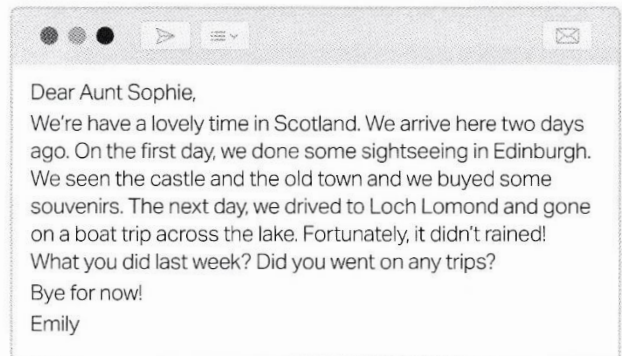 Dear Aunt Sophie,
We're have a lovely time in Scotland. We arrive here two days
ago. On the first day, we done some sightseeing in Edinburgh.
We seen the castle and the old town and we buyed some
souvenirs. The next day, we drived to Loch Lomond and gone
on a boat trip across the lake. Fortunately, it didn't rained!
What you did last week? Did you went on any trips?
Bye for now!
Emily